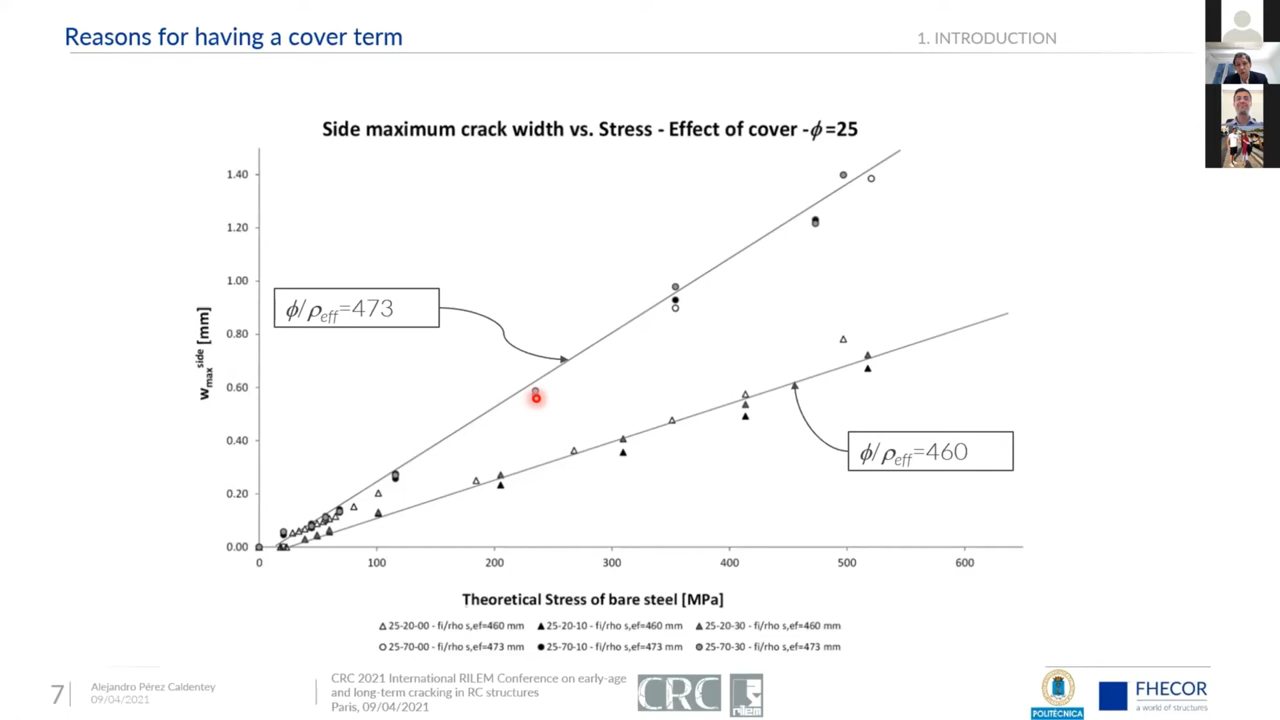 Reasons for having a cover term
1. INTRODUCTION
Side maximum crack width vs. Stress - Effect of cover -ϕ=25
1.40
1.20
1.00
0.80
0.60
0.40
0.20
0.00
wmax side [mm]
ϕ/ρeff=473
ϕ/ρeff=460
0
100
200
300
400
500
600
Theoretical Stress of bare steel [MPa]
25-20-00 - fi/rho s,ef=460 mm
25-20-10 - fi/rho s,ef=460 mm
25-20-30 - fi/rho s,ef=460 mm
25-70-00 - fi/rho s,ef=473 mm
25-70-10 - fi/rho s,ef=473 mm
25-70-30 - fi/rho s,ef=473 mm
7
Alejandro Pérez Caldentey
09/04/2021
CRC 2021 International RILEM Conference on early-age
and long-term cracking in RC structures
Paris, 09/04/2021
CRC
rilem
POLITÉCNICA
FHECOR
a world of structures